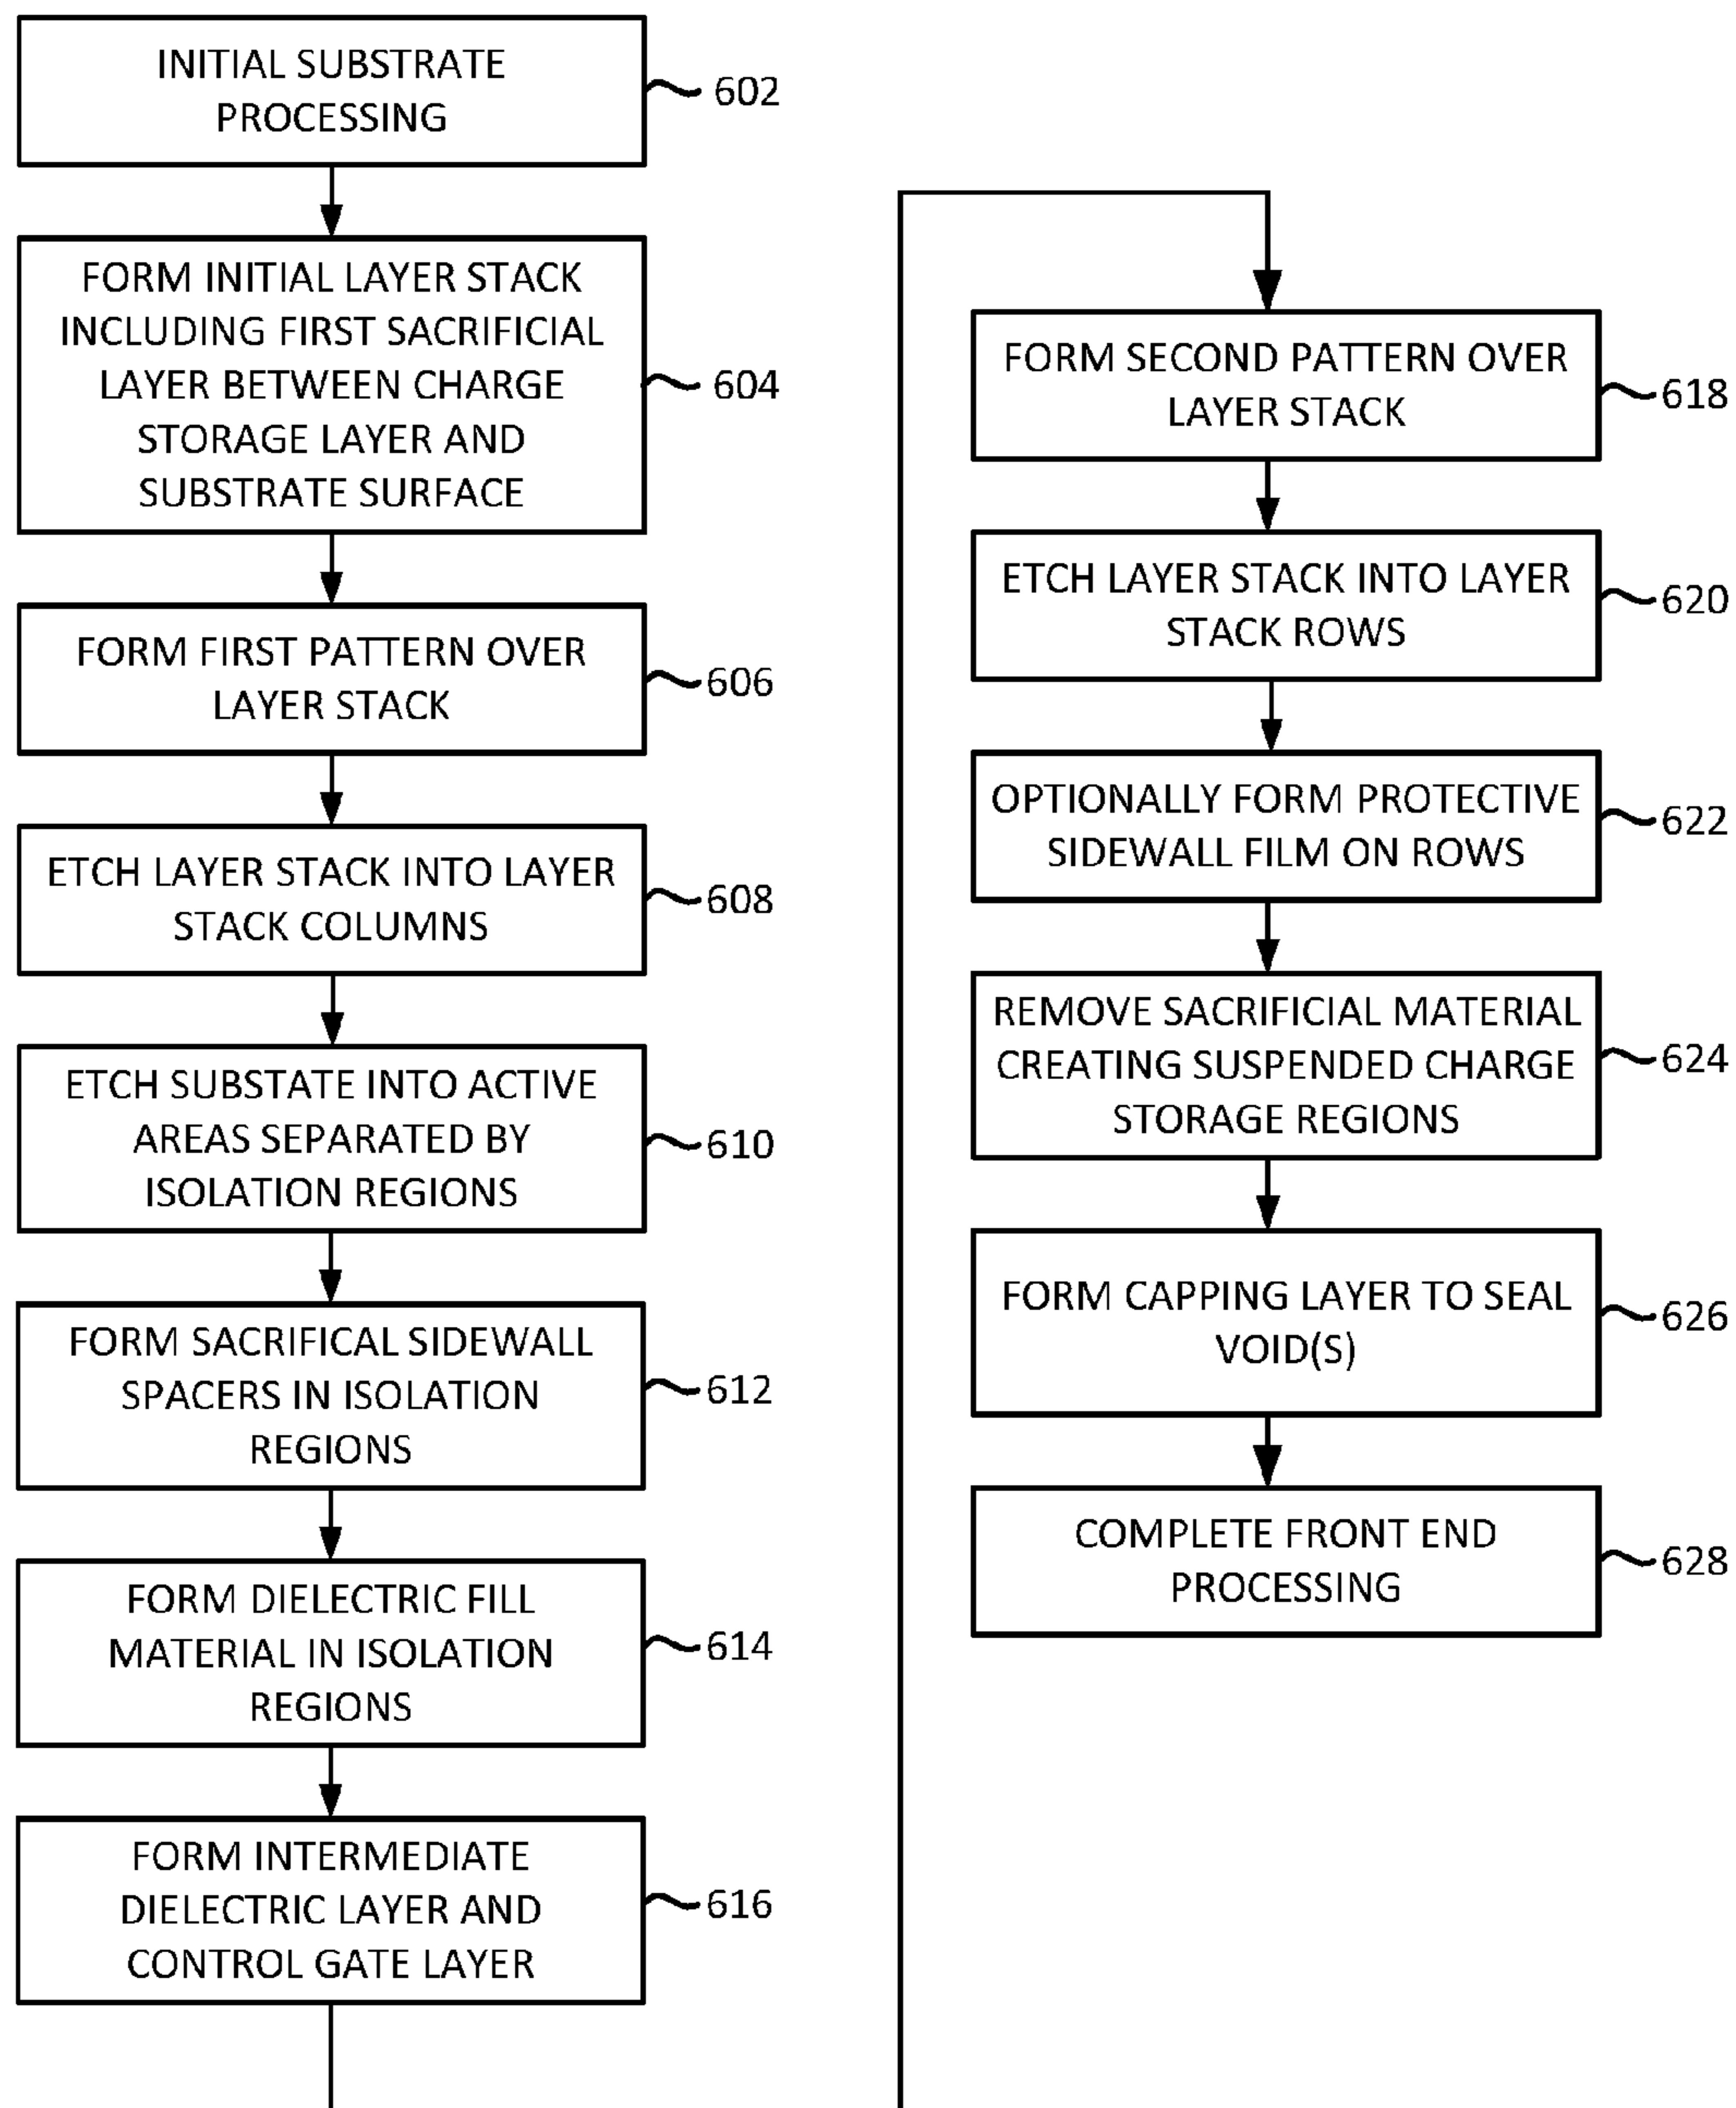 INITIAL SUBSTRATE
PROCESSING
602
FORM INITIAL LAYER STACK
INCLUDING FIRST SACRIFICIAL
LAYER BETWEEN CHARGE
STORAGE LAYER AND
SUBSTRATE SURFACE
604
FORM FIRST PATTERN OVER
LAYER STACK
606
ETCH LAYER STACK INTO LAYER
STACK COLUMNS
608
ETCH SUBSTATE INTO ACTIVE
AREAS SEPARATED BY
ISOLATION REGIONS
610
FORM SACRIFICAL SIDEWALL
SPACERS IN ISOLATION
REGIONS
612
FORM DIELECTRIC FILL
MATERIAL IN ISOLATION
REGIONS
614
FORM INTERMEDIATE
DIELECTRIC LAYER AND
CONTROL GATE LAYER
616
FORM SECOND PATTERN OVER
LAYER STACK
618
ETCH LAYER STACK INTO LAYER
STACK ROWS
620
OPTIONALLY FORM PROTECTIVE
SIDEWALL FILM ON ROWS
622
REMOVE SACRIFICIAL MATERIAL
CREATING SUSPENDED CHARGE
STORAGE REGIONS
624
FORM CAPPING LAYER TO SEAL
VOID(S)
626
COMPLETE FRONT END
PROCESSING
628